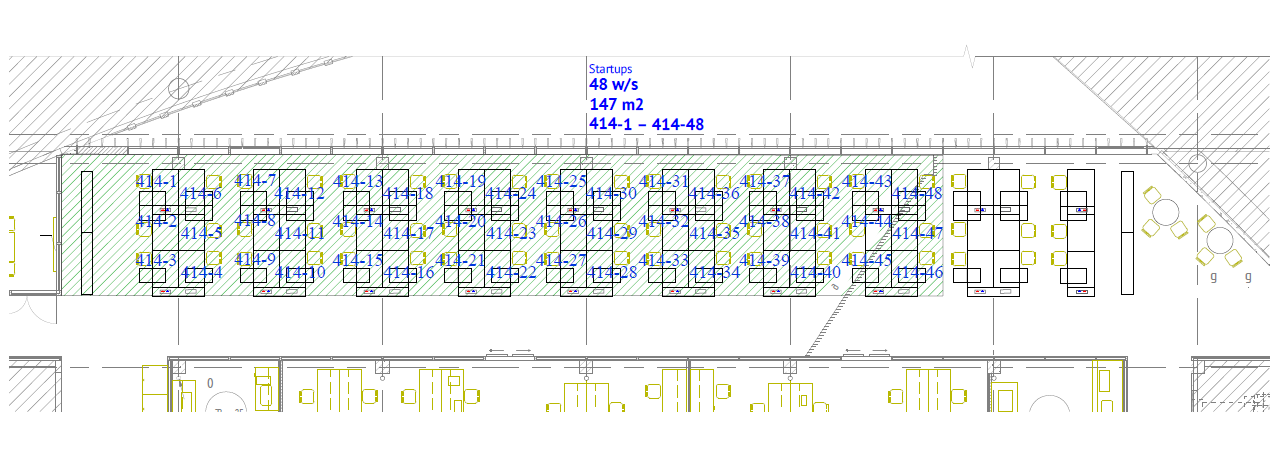 Startups
48 w/s
147 m2
414-1 – 414-48
414-1 414-7 414-13 414-19 414-25 414-31 414-37 414-43
414-6 414-12 414-18 414-24 414-30 414-36 414-42 414-48
414-2 414-8 414-14 414-20 414-26 414-32 414-38 414-44
414-5 414-11 414-17 414-23 414-29 414-35 414-41 414-47
414-3 414-9 414-15 414-21 414-27 414-33 414-39 414-45
414-4 414-10 414-16 414-22 414-28 414-34 414-40 414-46
g g
0